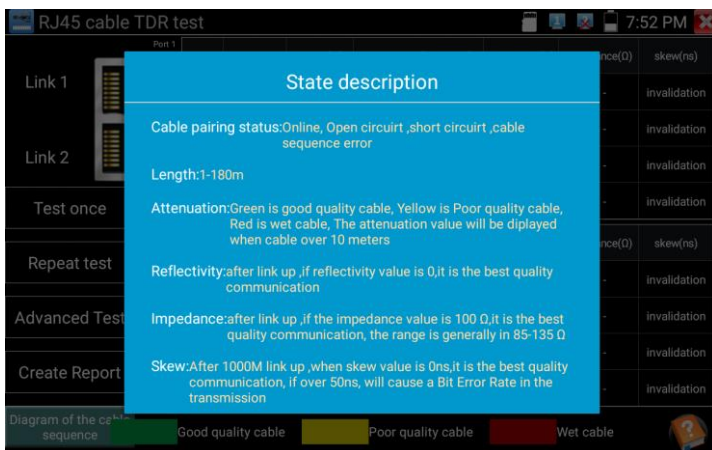 RJ45 cable TDR test
7:52 PM
Port 1
nce(Ω) skew(ns)
Link 1
- invalidation
- invalidation
Link 2
- invalidation
- invalidation
Test once
nce(Ω) skew(ns)
Repeat test
- invalidation
Advanced Test
- invalidation
- invalidation
Create Report
- invalidation
State description
Cable pairing status:Online, Open circuirt ,short circuirt ,cable
sequence error
Length:1-180m
Attenuation:Green is good quality cable, Yellow is Poor quality cable,
Red is wet cable, The attenuation value will be diplayed
when cable over 10 meters
Reflectivity:after link up ,if reflectivity value is 0,it is the best quality
communication
Impedance:after link up ,if the impedance value is 100 Ω,it is the best
quality communication, the range is generally in 85-135 Ω
Skew:After 1000M link up ,when skew value is 0ns,it is the best quality
communication, if over 50ns, will cause a Bit Error Rate in the
transmission
Diagram of the cable
sequence
Good quality cable
Poor quality cable
Wet cable